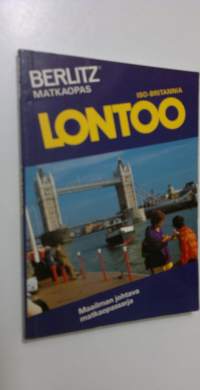 BERLITZ®
MATKAOPAS
ISO-BRITANNIA
LONTOO
Maailman johtava
matkaopassarja